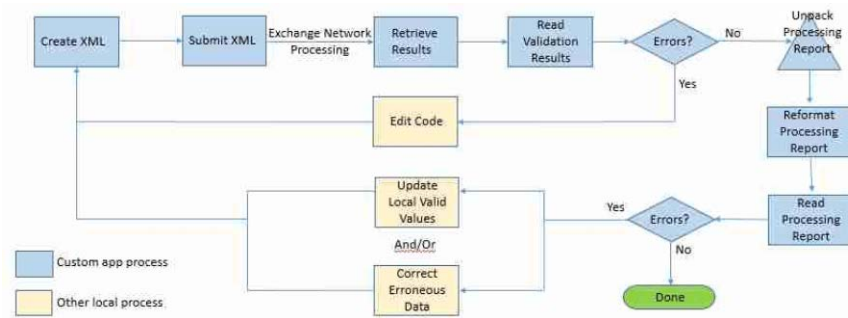 Create XML
Submit XML
Exchange Network
Processing
Retrieve
Results
Read
Validation
Results
Errors?
No
Unpack
Processing
Report
Yes
Edit Code
Reformat
Processing
Report
Update
Local Valid
Values
Yes
Errors?
Read
Processing
Report
And/Or
No
Correct
Erroneous
Data
Done
Custom app process
Other local process